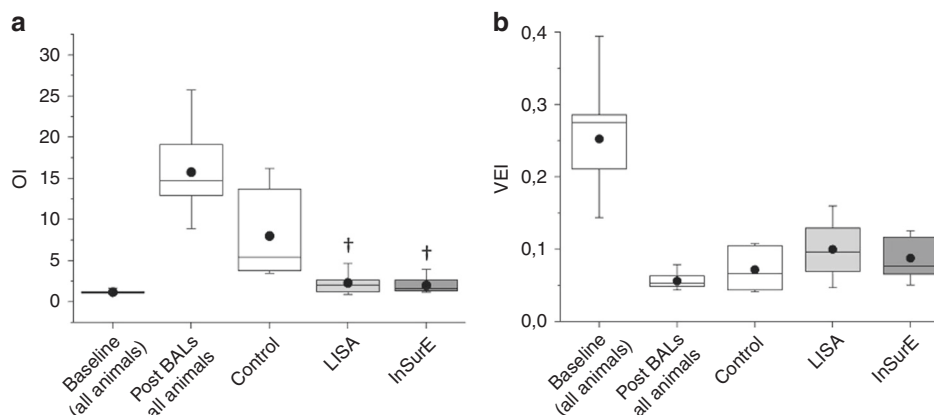 a
b
30
25
20
15
10
5
0
OI
†
†
Baseline
(all animals)
Post BALs
all animals
Control
LISA
InSurE
0,4
0,3
0,2
0,1
0,0
VEI
Baseline
(all animals)
Post BALs
all animals
Control
LISA
InSurE